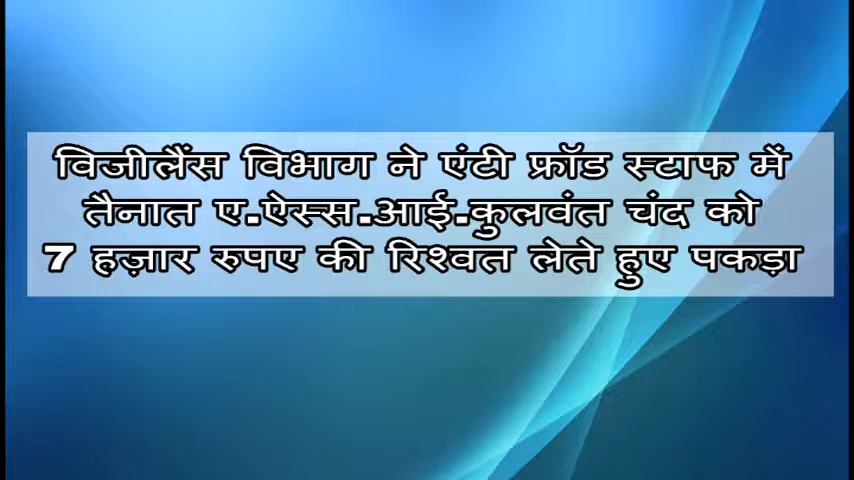 विजीलैंस विभाग ने एंटी फ्रॉड स्टाफ में
तैनात ए.ऐस्स.आई.कुलवंत चंद को
7 हज़ार रुपए की रिश्वत लेते हुए पकड़ा